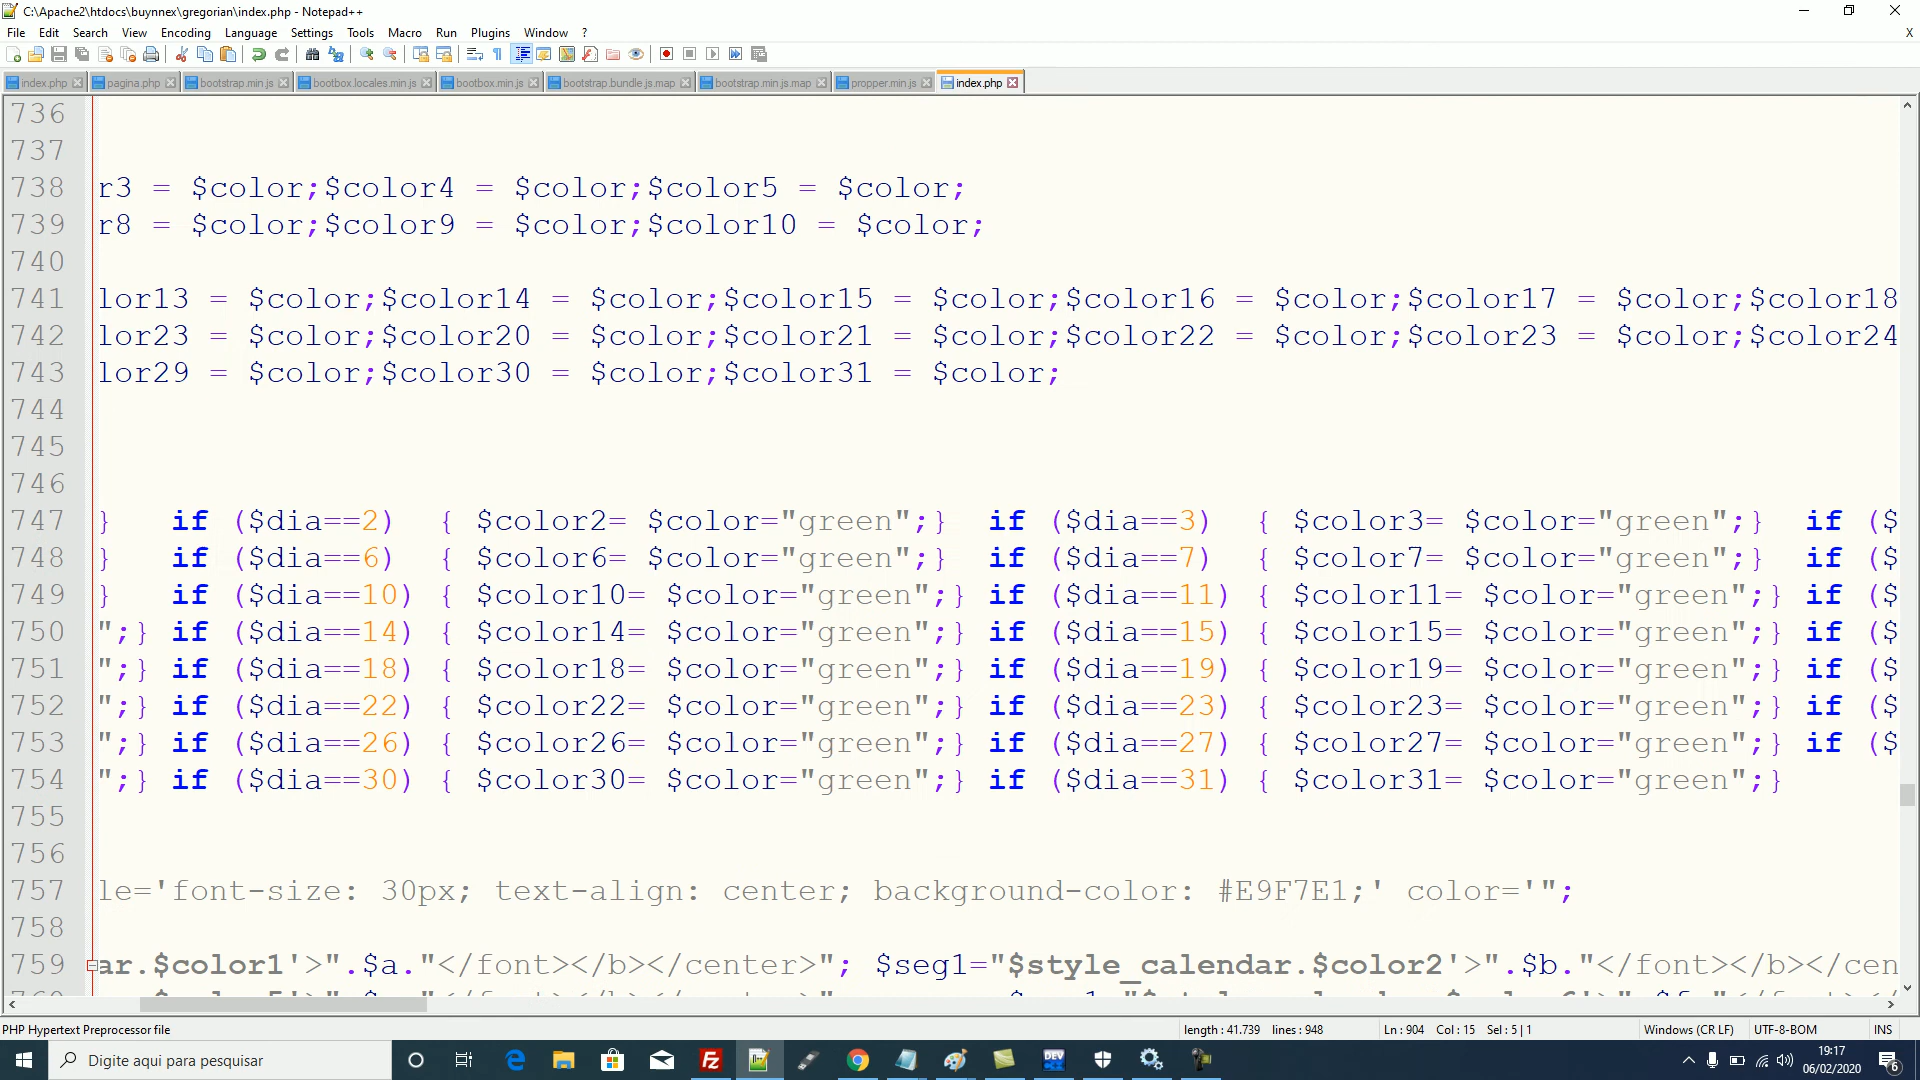 C:\Apache2\htdocs\buynnex\gregorian\index.php - Notepad++
File Edit Search View Encoding Language Settings Tools Macro Run Plugins Window ? X
index.php pagina.php bootstrap.min.js bootbox.locales.min.js bootbox.min.js bootstrap.bundle.js.map bootstrap.min.js.map propper.min.js index.php
736
737
738 r3 = $color;$color4 = $color;$color5 = $color;
739 r8 = $color;$color9 = $color;$color10 = $color;
740
741 lor13 = $color;$color14 = $color;$color15 = $color;$color16 = $color;$color17 = $color;$color18
742 lor23 = $color;$color20 = $color;$color21 = $color;$color22 = $color;$color23 = $color;$color24
743 lor29 = $color;$color30 = $color;$color31 = $color;
744
745
746
747 } if ($dia==2) { $color2= $color="green";} if ($dia==3) { $color3= $color="green";} if ($
748 } if ($dia==6) { $color6= $color="green";} if ($dia==7) { $color7= $color="green";} if ($
749 } if ($dia==10) { $color10= $color="green";} if ($dia==11) { $color11= $color="green";} if ($
750 ";} if ($dia==14) { $color14= $color="green";} if ($dia==15) { $color15= $color="green";} if ($
751 ";} if ($dia==18) { $color18= $color="green";} if ($dia==19) { $color19= $color="green";} if ($
752 ";} if ($dia==22) { $color22= $color="green";} if ($dia==23) { $color23= $color="green";} if ($
753 ";} if ($dia==26) { $color26= $color="green";} if ($dia==27) { $color27= $color="green";} if ($
754 ";} if ($dia==30) { $color30= $color="green";} if ($dia==31) { $color31= $color="green";}
755
756
757 le='font-size: 30px; text-align: center; background-color: #E9F7E1;' color='";
758
759 ar.$color1'>".$a."</font></b></center>"; $seg1="$style_calendar.$color2'>".$b."</font></b></cen
PHP Hypertext Preprocessor file length : 41.739 lines : 948 Ln : 904 Col : 15 Sel : 5 | 1 Windows (CR LF) UTF-8-BOM INS
Digite aqui para pesquisar
DEV
19:17
06/02/2020
6